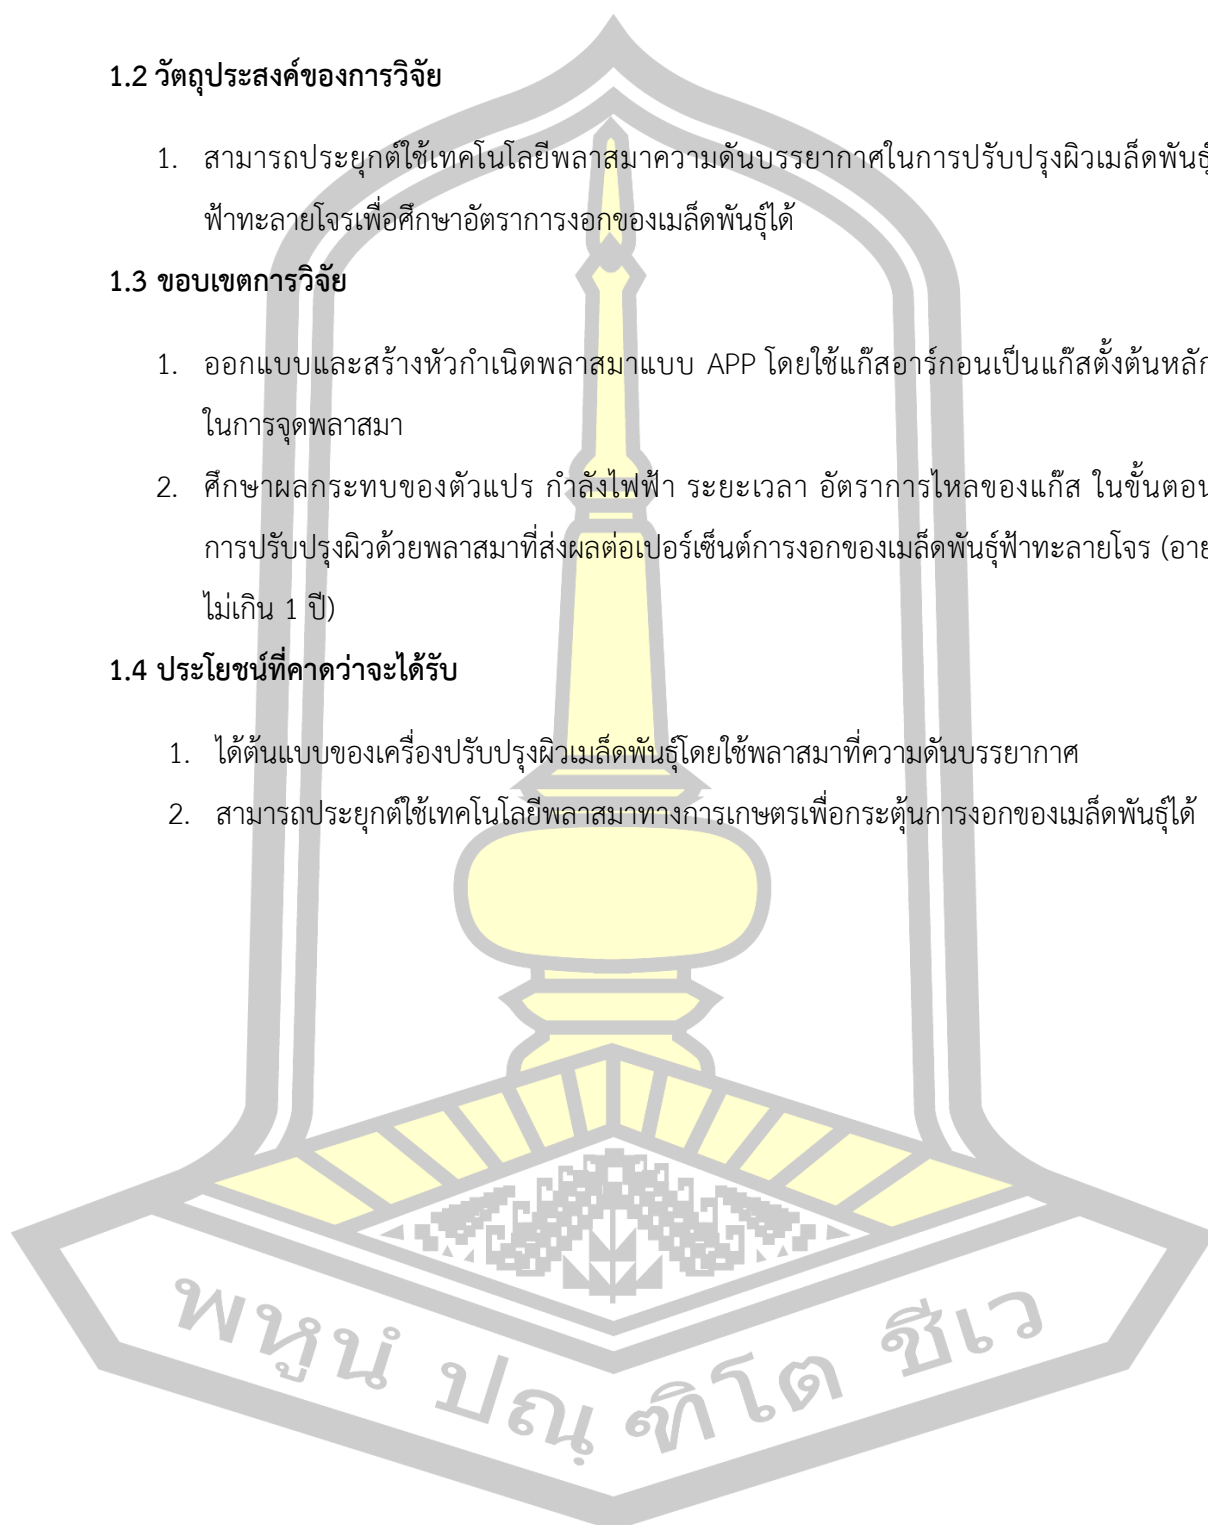 1.2 วัตถุประสงค์ของการวิจัย
1. สามารถประยุกต์ใช้เทคโนโลยีพลาสมาความดันบรรยากาศในการปรับปรุงผิวเมล็ดพันธุ์
ฟ้าทะลายโจรเพื่อศึกษาอัตราการงอกของเมล็ดพันธุ์ได้
1.3 ขอบเขตการวิจัย
1. ออกแบบและสร้างหัวกำเนิดพลาสมาแบบ APP โดยใช้แก๊สอาร์กอนเป็นแก๊สตั้งต้นหลัก
ในการจุดพลาสมา
2. ศึกษาผลกระทบของตัวแปร กำลังไฟฟ้า ระยะเวลา อัตราการไหลของแก๊ส ในขั้นตอน
การปรับปรุงผิวด้วยพลาสมาที่ส่งผลต่อเปอร์เซ็นต์การงอกของเมล็ดพันธุ์ฟ้าทะลายโจร (อาย
ไม่เกิน 1 ปี)
1.4 ประโยชน์ที่คาดว่าจะได้รับ
1. ได้ต้นแบบของเครื่องปรับปรุงผิวเมล็ดพันธุ์โดยใช้พลาสมาที่ความดันบรรยากาศ
2. สามารถประยุกต์ใช้เทคโนโลยีพลาสมาทางการเกษตรเพื่อกระตุ้นการงอกของเมล็ดพันธุ์ได้
พหูนํ ปณฺฑิโต ชีเว